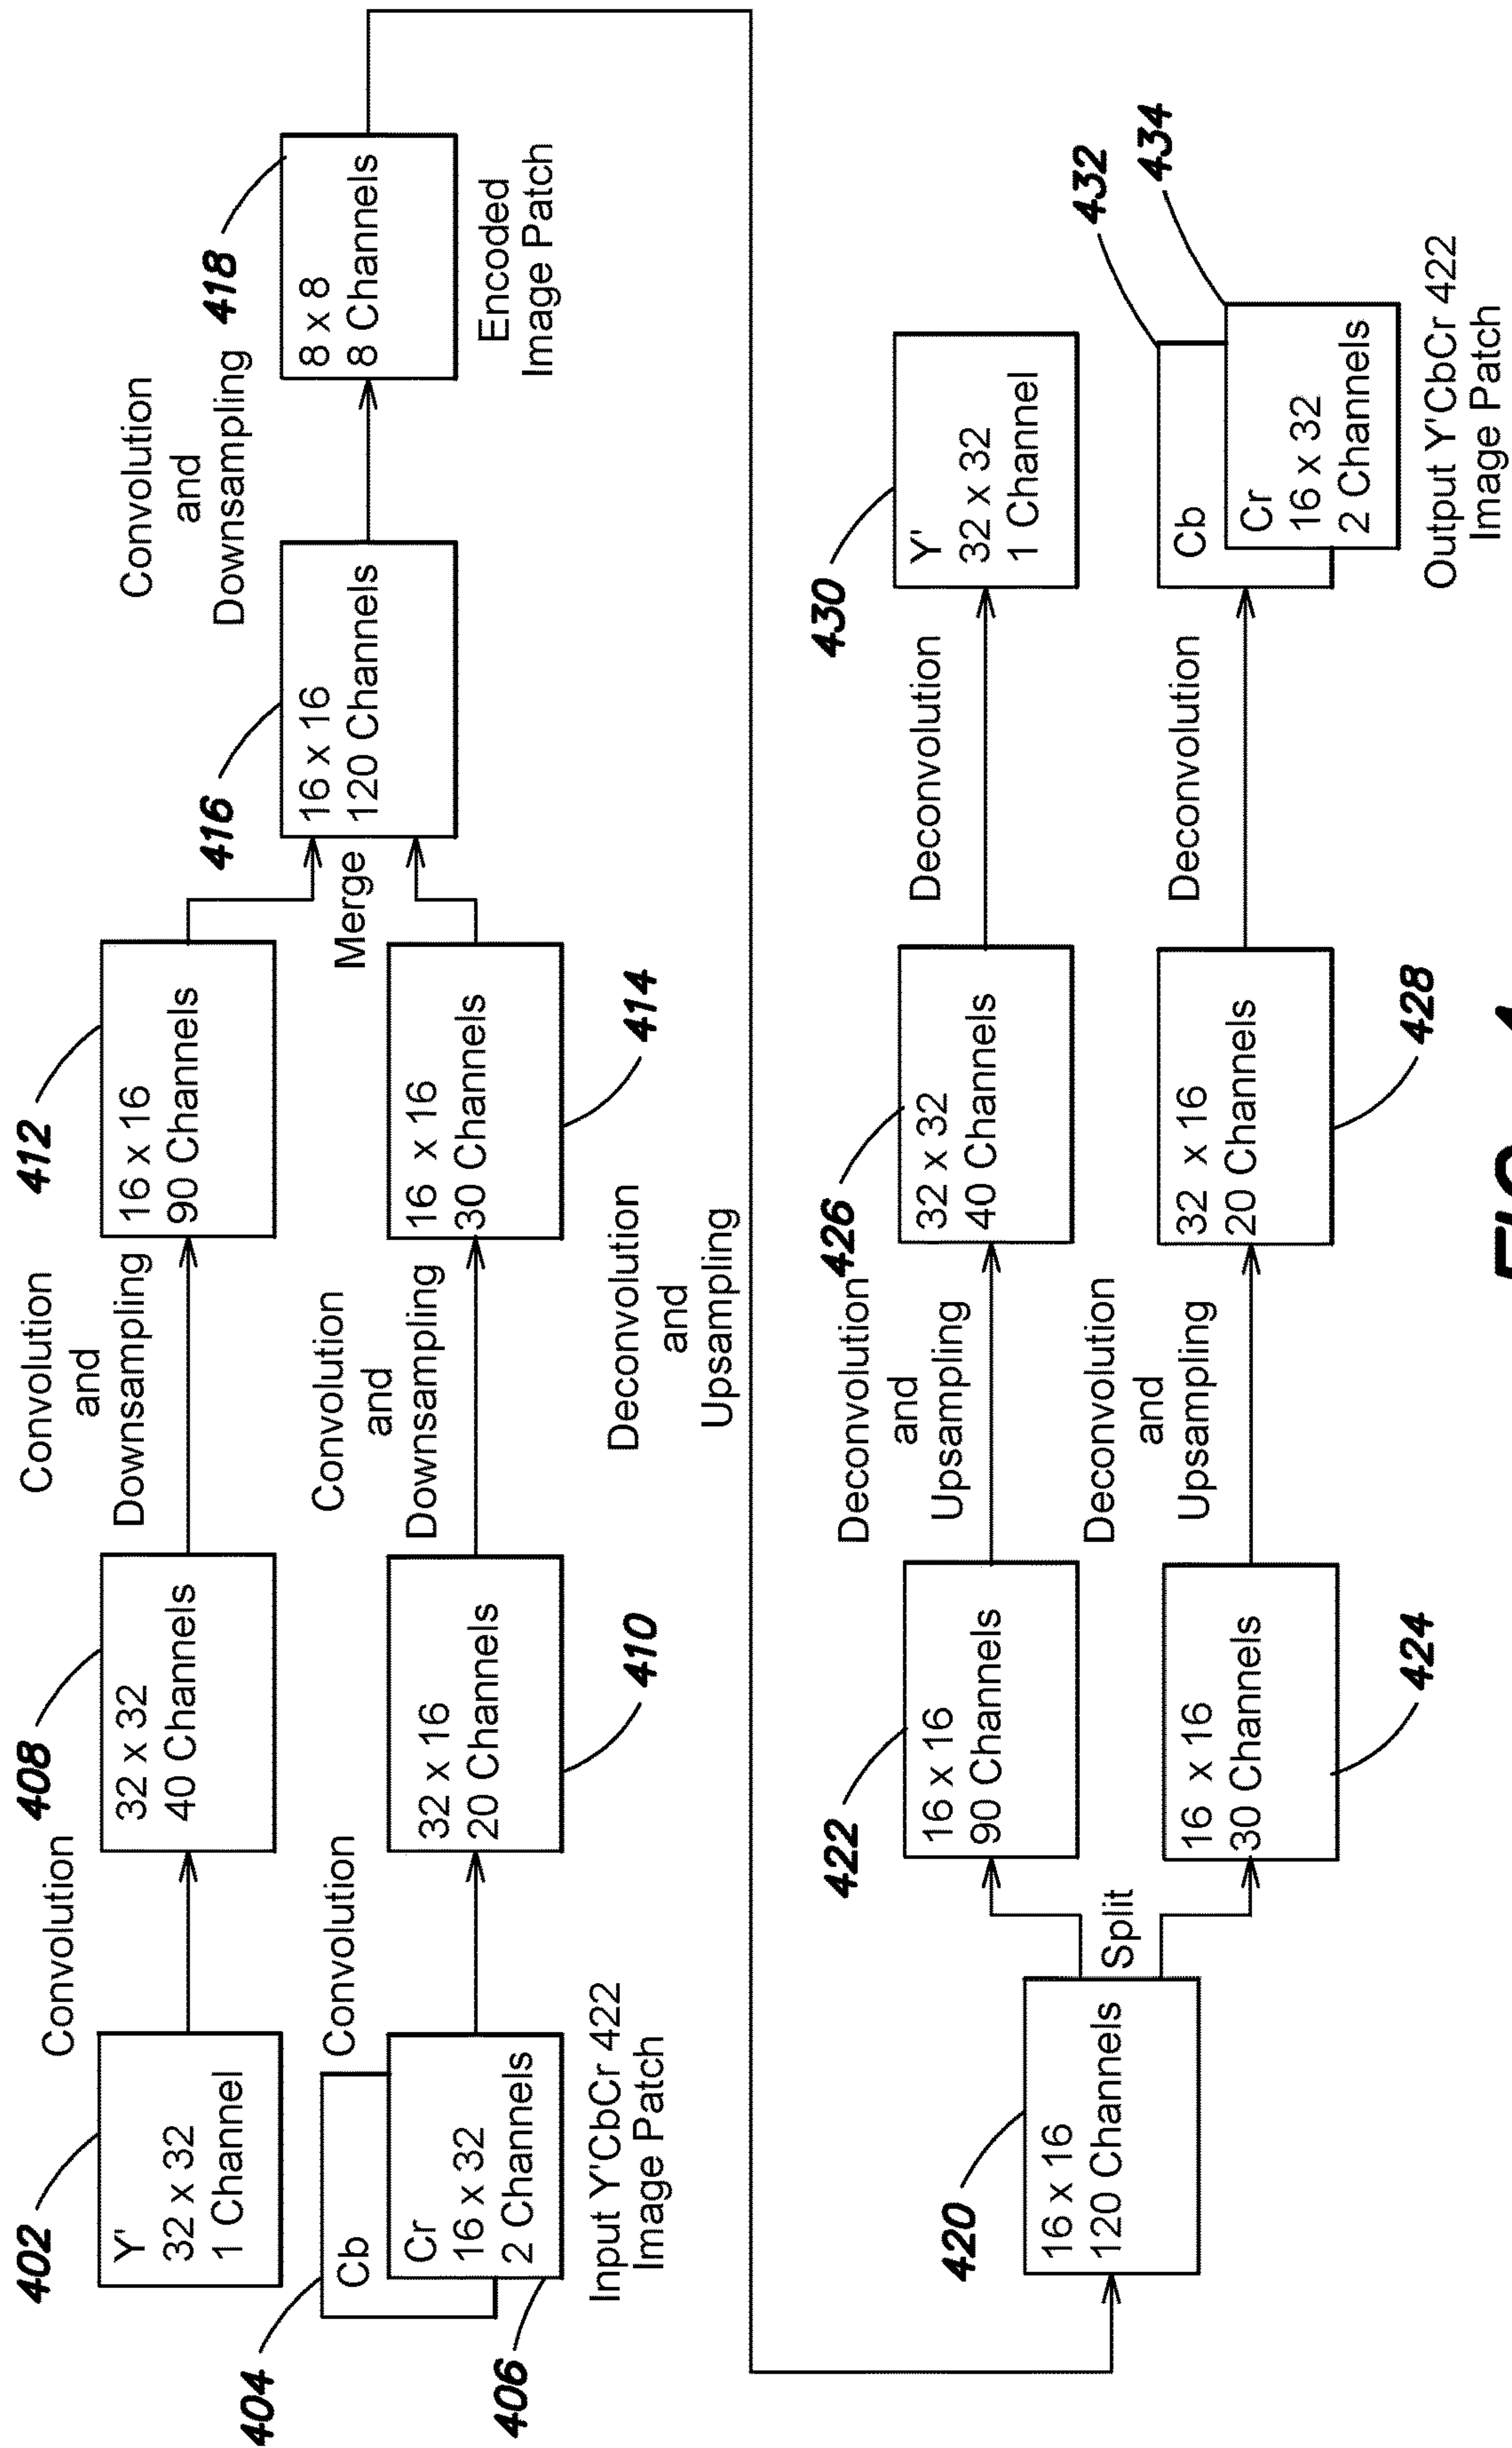 402
Y'
32 x 32
1 Channel
Convolution
408
32 x 32
40 Channels
Convolution
and
Downsampling
412
16 x 16
90 Channels
404
Cb
Cr
16 x 32
2 Channels
406
Input Y'CbCr 422
Image Patch
Convolution
32 x 16
20 Channels
410
Convolution
and
Downsampling
16 x 16
30 Channels
414
Merge
416
16 x 16
120 Channels
Convolution
and
Downsampling
418
8 x 8
8 Channels
Encoded
Image Patch
Deconvolution
and
Upsampling
420
16 x 16
120 Channels
Split
422
16 x 16
90 Channels
Deconvolution
and
Upsampling
426
32 x 32
40 Channels
Deconvolution
430
Y'
32 x 32
1 Channel
16 x 16
30 Channels
424
Deconvolution
and
Upsampling
32 x 16
20 Channels
428
Deconvolution
432
Cb
434
Cr
16 x 32
2 Channels
Output Y'CbCr 422
Image Patch